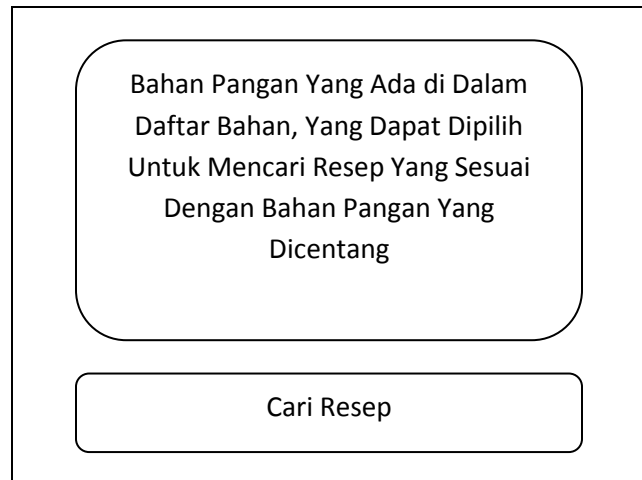 Bahan Pangan Yang Ada di Dalam
Daftar Bahan, Yang Dapat Dipilih
Untuk Mencari Resep Yang Sesuai
Dengan Bahan Pangan Yang
Dicentang
Cari Resep